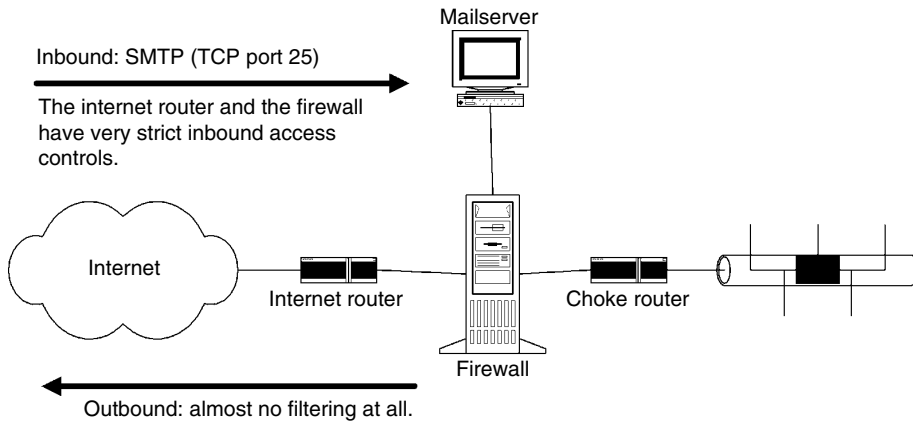 Mailserver
Inbound: SMTP (TCP port 25)
The internet router and the firewall
have very strict inbound access
controls.
Internet
Internet router
Choke router
Firewall
Outbound: almost no filtering at all.